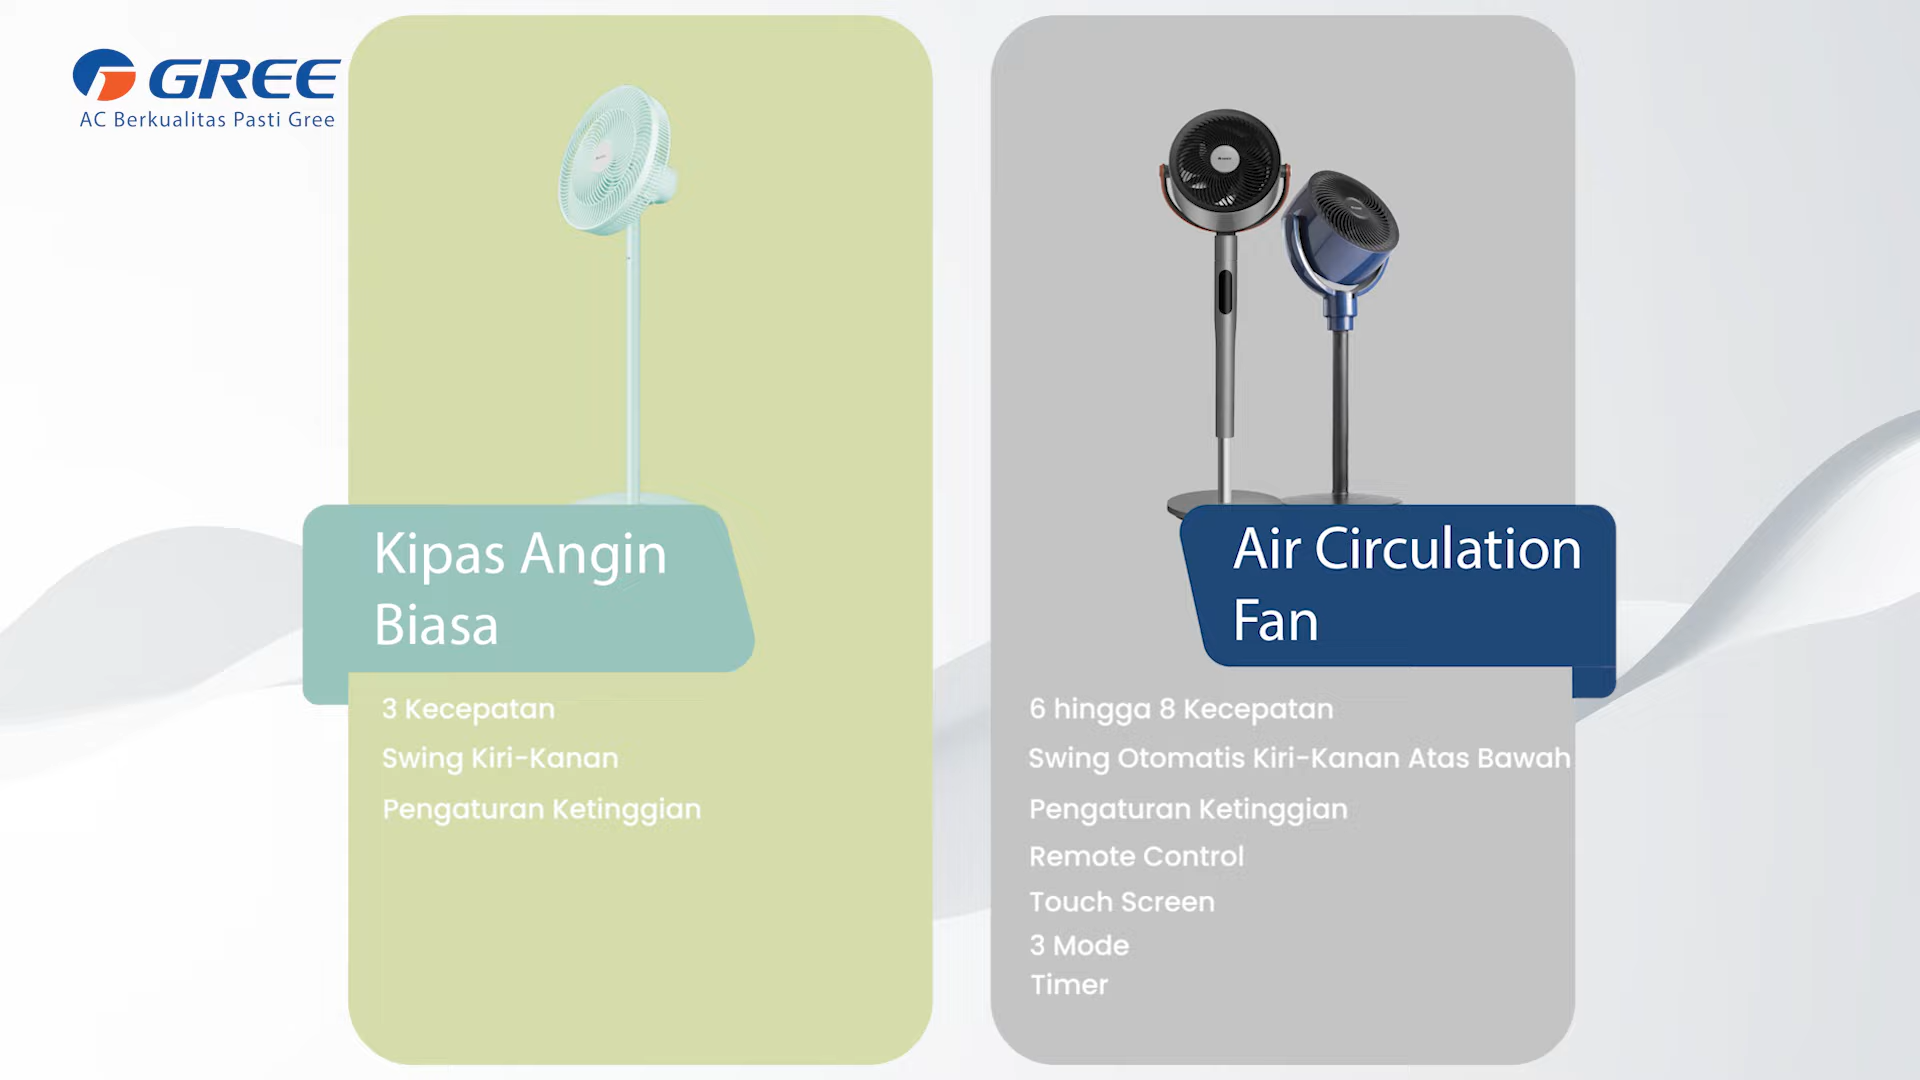 GREE
AC Berkualitas Pasti Gree
Kipas Angin
Biasa
3 Kecepatan
Swing Kiri-Kanan
Pengaturan Ketinggian
Air Circulation
Fan
6 hingga 8 Kecepatan
Swing Otomatis Kiri-Kanan Atas Bawah
Pengaturan Ketinggian
Remote Control
Touch Screen
3 Mode
Timer